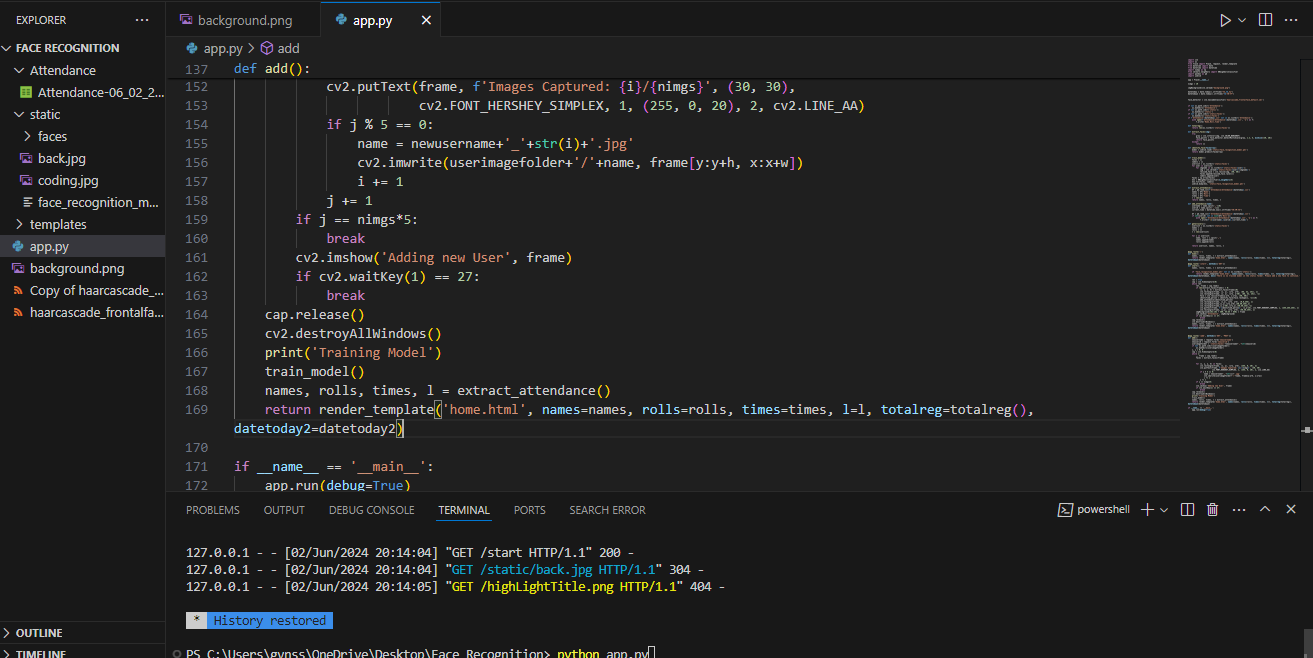 EXPLORER
FACE RECOGNITION
Attendance
Attendance-06_02_2...
static
faces
back.jpg
coding.jpg
face_recognition_m...
templates
app.py
background.png
Copy of haarcascade_...
haarcascade_frontalfa...
OUTLINE
TIMELINE
background.png
app.py
app.py > add
137 def add():
152 cv2.putText(frame, f'Images Captured: {i}/{nimgs}', (30, 30),
153 cv2.FONT_HERSHEY_SIMPLEX, 1, (255, 0, 20), 2, cv2.LINE_AA)
154 if j % 5 == 0:
155 name = newusername+'_'+str(i)+'.jpg'
156 cv2.imwrite(userimagefolder+'/'+name, frame[y:y+h, x:x+w])
157 i += 1
158 j += 1
159 if j == nimgs*5:
160 break
161 cv2.imshow('Adding new User', frame)
162 if cv2.waitKey(1) == 27:
163 break
164 cap.release()
165 cv2.destroyAllWindows()
166 print('Training Model')
167 train_model()
168 names, rolls, times, l = extract_attendance()
169 return render_template('home.html', names=names, rolls=rolls, times=times, l=l, totalreg=totalreg(),
datetoday2=datetoday2)
170
171 if __name__ == '__main__':
172 app.run(debug=True)
PROBLEMS OUTPUT DEBUG CONSOLE TERMINAL PORTS SEARCH ERROR
powershell
127.0.0.1 - - [02/Jun/2024 20:14:04] "GET /start HTTP/1.1" 200 -
127.0.0.1 - - [02/Jun/2024 20:14:04] "GET /static/back.jpg HTTP/1.1" 304 -
127.0.0.1 - - [02/Jun/2024 20:14:05] "GET /highLightTitle.png HTTP/1.1" 404 -
* History restored
PS C:\Users\gynss\OneDrive\Desktop\Face Recognition> python app.py